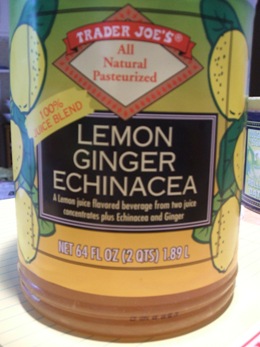 TRADER JOE'S®
All
Natural
Pasteurized
100%
JUICE BLEND
LEMON
GINGER
ECHINACEA
A Lemon juice flavored beverage from two juice
concentrates plus Echinacea and Ginger
NET 64 FL OZ (2 QTS) 1.89 L